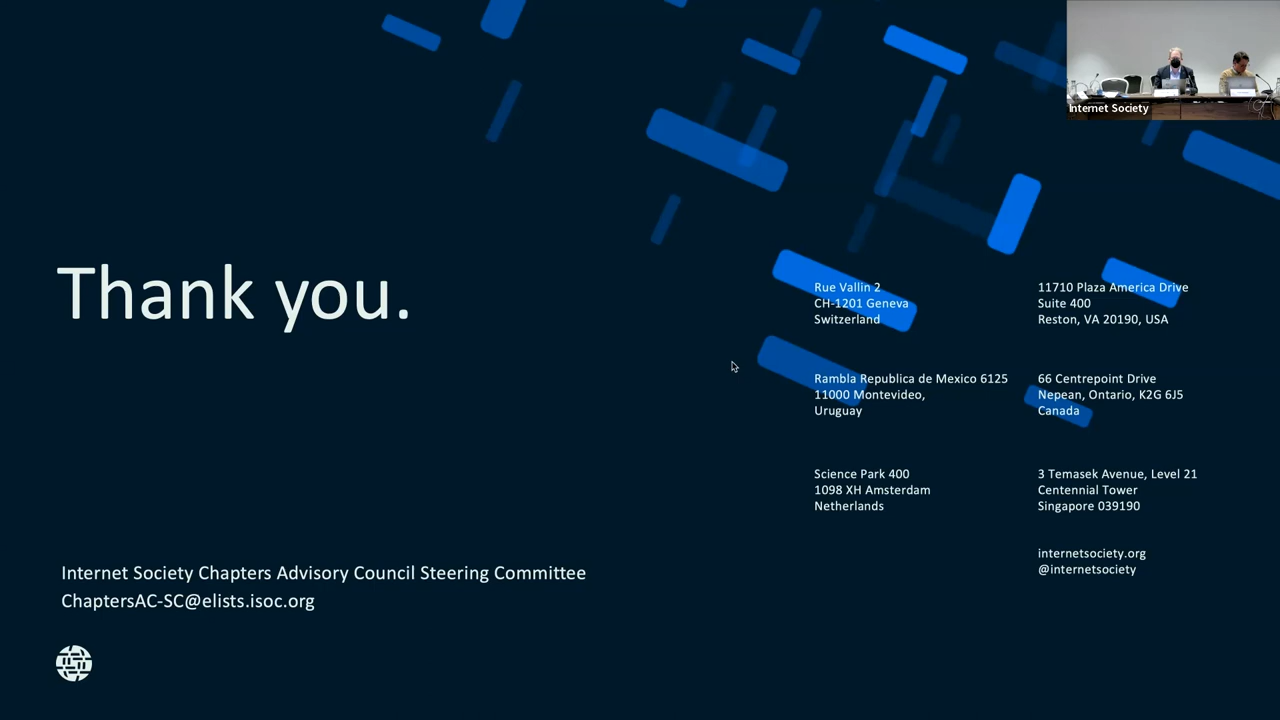 Internet Society
Thank you.
Rue Vallin 2
CH-1201 Geneva
Switzerland
11710 Plaza America Drive
Suite 400
Reston, VA 20190, USA
Rambla Republica de Mexico 6125
11000 Montevideo,
Uruguay
66 Centrepoint Drive
Nepean, Ontario, K2G 6J5
Canada
Science Park 400
1098 XH Amsterdam
Netherlands
3 Temasek Avenue, Level 21
Centennial Tower
Singapore 039190
internetsociety.org
@internetsociety
Internet Society Chapters Advisory Council Steering Committee
ChaptersAC-SC@elists.isoc.org